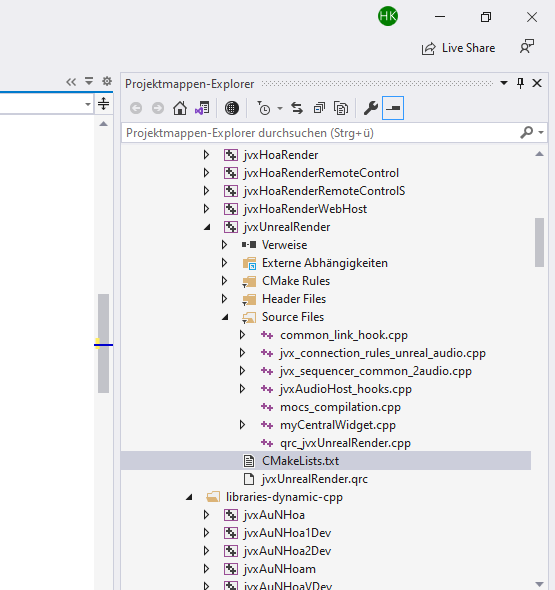 HK
Live Share
Projektmappen-Explorer
Projektmappen-Explorer durchsuchen (Strg+ü)
jvxHoaRender
jvxHoaRenderRemoteControl
jvxHoaRenderRemoteControlS
jvxHoaRenderWebHost
jvxUnrealRender
Verweise
Externe Abhängigkeiten
CMake Rules
Header Files
Source Files
common_link_hook.cpp
jvx_connection_rules_unreal_audio.cpp
jvx_sequencer_common_2audio.cpp
jvxAudioHost_hooks.cpp
mocs_compilation.cpp
myCentralWidget.cpp
qrc_jvxUnrealRender.cpp
CMakeLists.txt
jvxUnrealRender.qrc
libraries-dynamic-cpp
jvxAuNHoa
jvxAuNHoa1Dev
jvxAuNHoa2Dev
jvxAuNHoam
jvxAuNHoaVDev